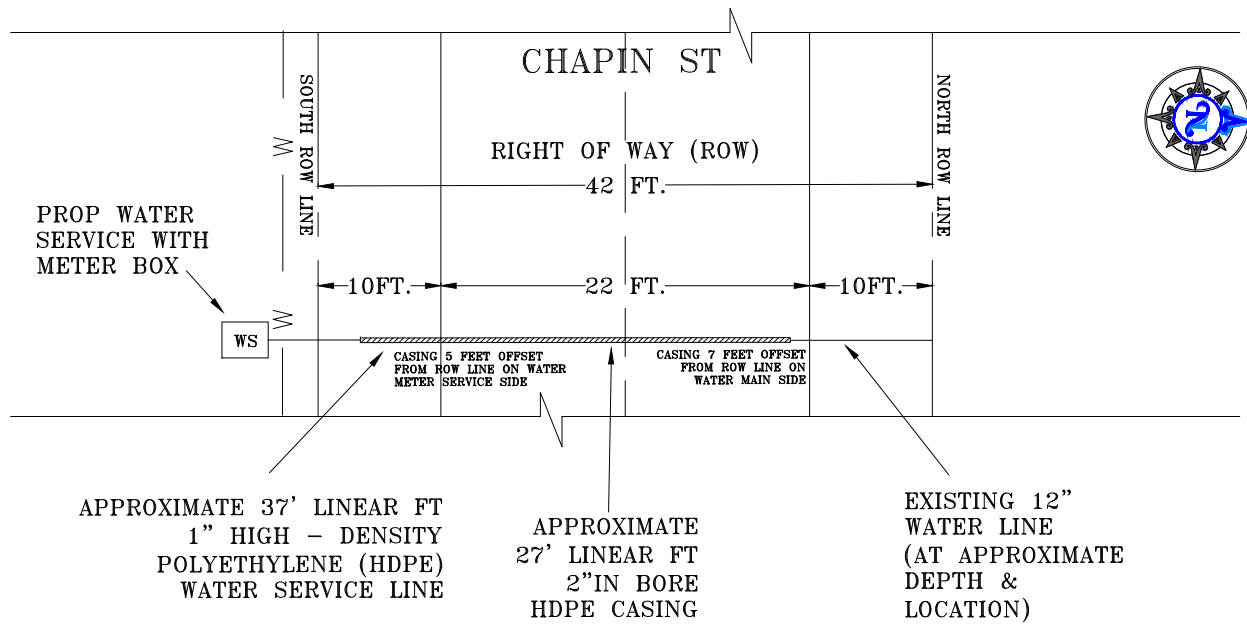 CHAPIN ST
SOUTH ROW LINE
NORTH ROW LINE
RIGHT OF WAY (ROW)
42 FT.
PROP WATER
SERVICE WITH
METER BOX
10FT.
22 FT.
10FT.
W
W
WS
CASING 5 FEET OFFSET
FROM ROW LINE ON WATER
METER SERVICE SIDE
CASING 7 FEET OFFSET
FROM ROW LINE ON
WATER MAIN SIDE
APPROXIMATE 37' LINEAR FT
1" HIGH - DENSITY
POLYETHYLENE (HDPE)
WATER SERVICE LINE
APPROXIMATE
27' LINEAR FT
2"IN BORE
HDPE CASING
EXISTING 12"
WATER LINE
(AT APPROXIMATE
DEPTH &
LOCATION)
N